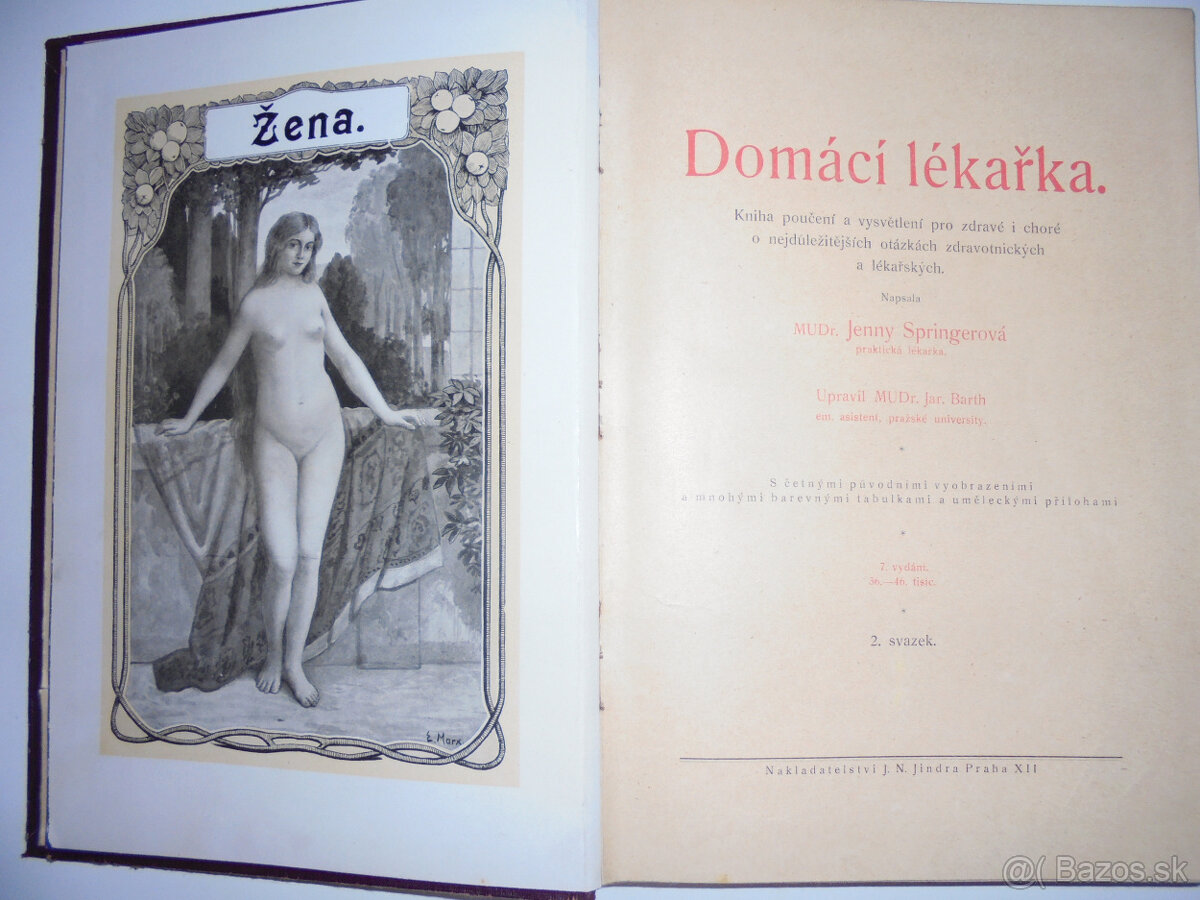 Žena.
E Marx
Domácí lékařka.
Kniha poučení a vysvětlení pro zdravé i choré
o nejdůležitějších otázkách zdravotnických
a lékařských.
Napsala
MUDr. Jenny Springerová
praktická lékařka.
Upravil MUDr. Jar. Barth
em. asistent, pražské university.
*
S četnými původními vyobrazeními
a mnohými barevnými tabulkami a uměleckými přílohami
*
7. vydání.
36.—46. tisíc.
*
2. svazek.
Nakladatelství J. N. Jindra Praha XII
@( Bazos.sk